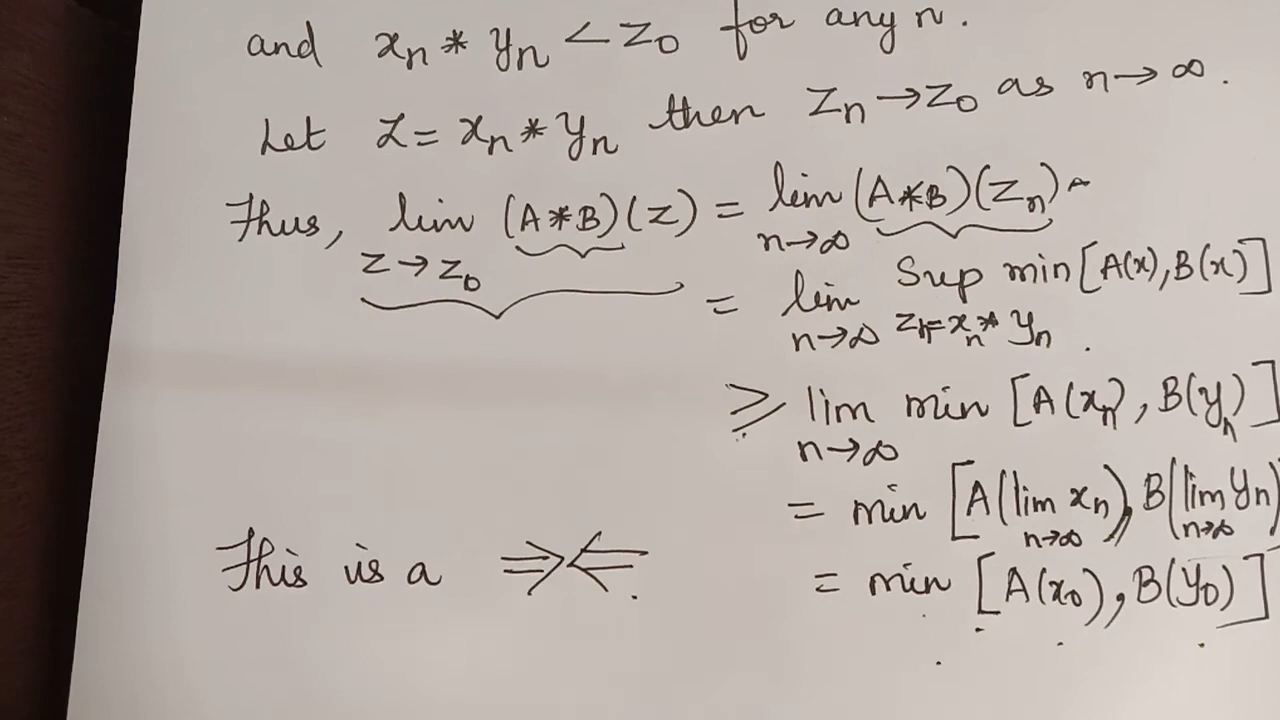 and xₙ * yₙ < z₀ for any n.
Let z = xₙ * yₙ then zₙ → z₀ as n → ∞.
Thus, lim (A*B)(z) = lim (A*B)(zₙ)
z → z₀ n→∞
= lim Sup min [A(x), B(x)]
n→∞ zₙ = xₙ * yₙ.
≥ lim min [A(xₙ), B(yₙ)]
n→∞
= min [A(lim xₙ), B(lim yₙ)
n→∞ n→∞
This is a ⇒⇐.
= min [A(x₀), B(y₀)]